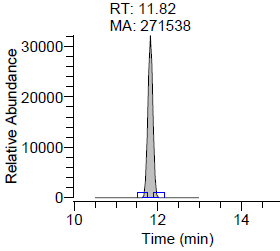 RT: 11.82
MA: 271538
Relative Abundance
30000
20000
10000
0
10 12 14
Time (min)